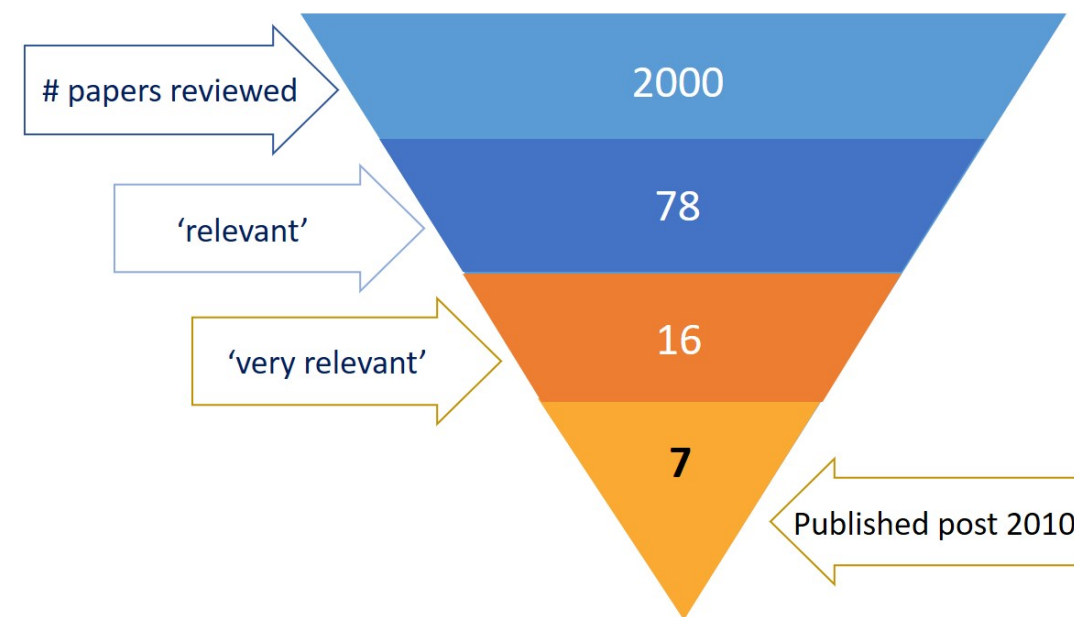 # papers reviewed
2000
‘relevant’
78
‘very relevant’
16
7
Published post 2010